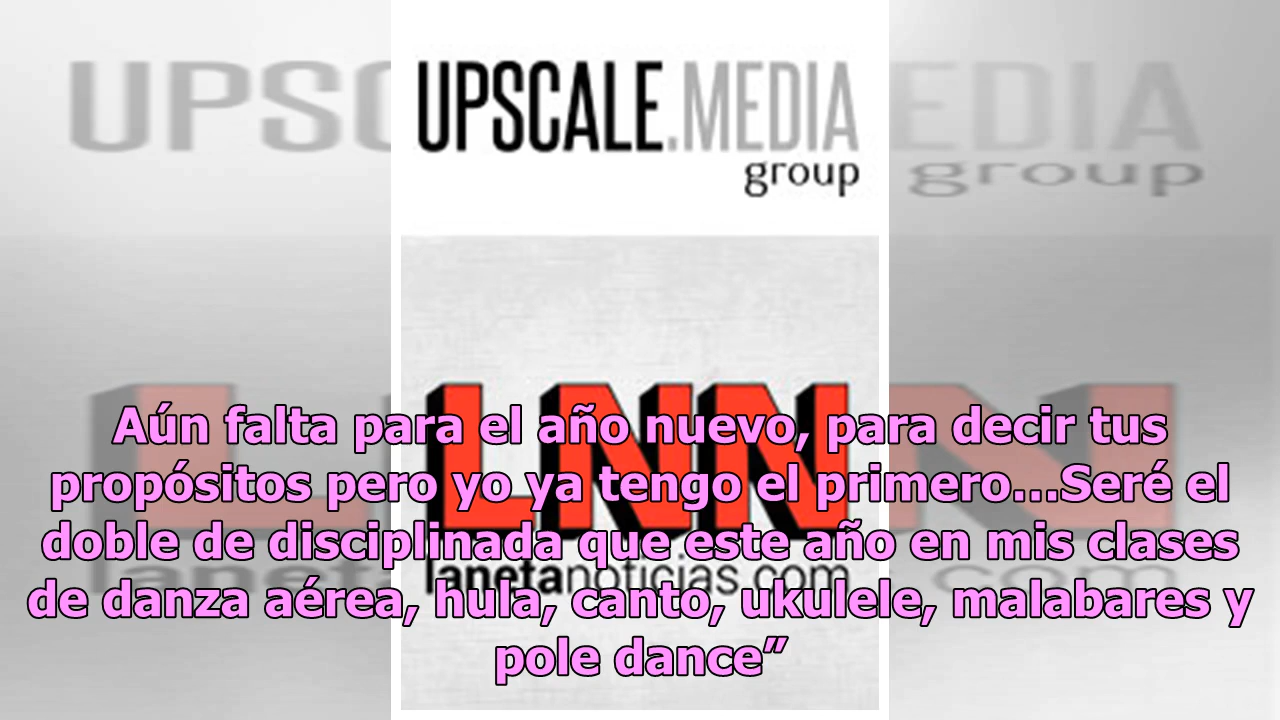 UPSCALE.MEDIA
group
LNN
lanetanoticias.com
Aún falta para el año nuevo, para decir tus
propósitos pero yo ya tengo el primero...Seré el
doble de disciplinada que este año en mis clases
de danza aérea, hula, canto, ukulele, malabares y
pole dance”